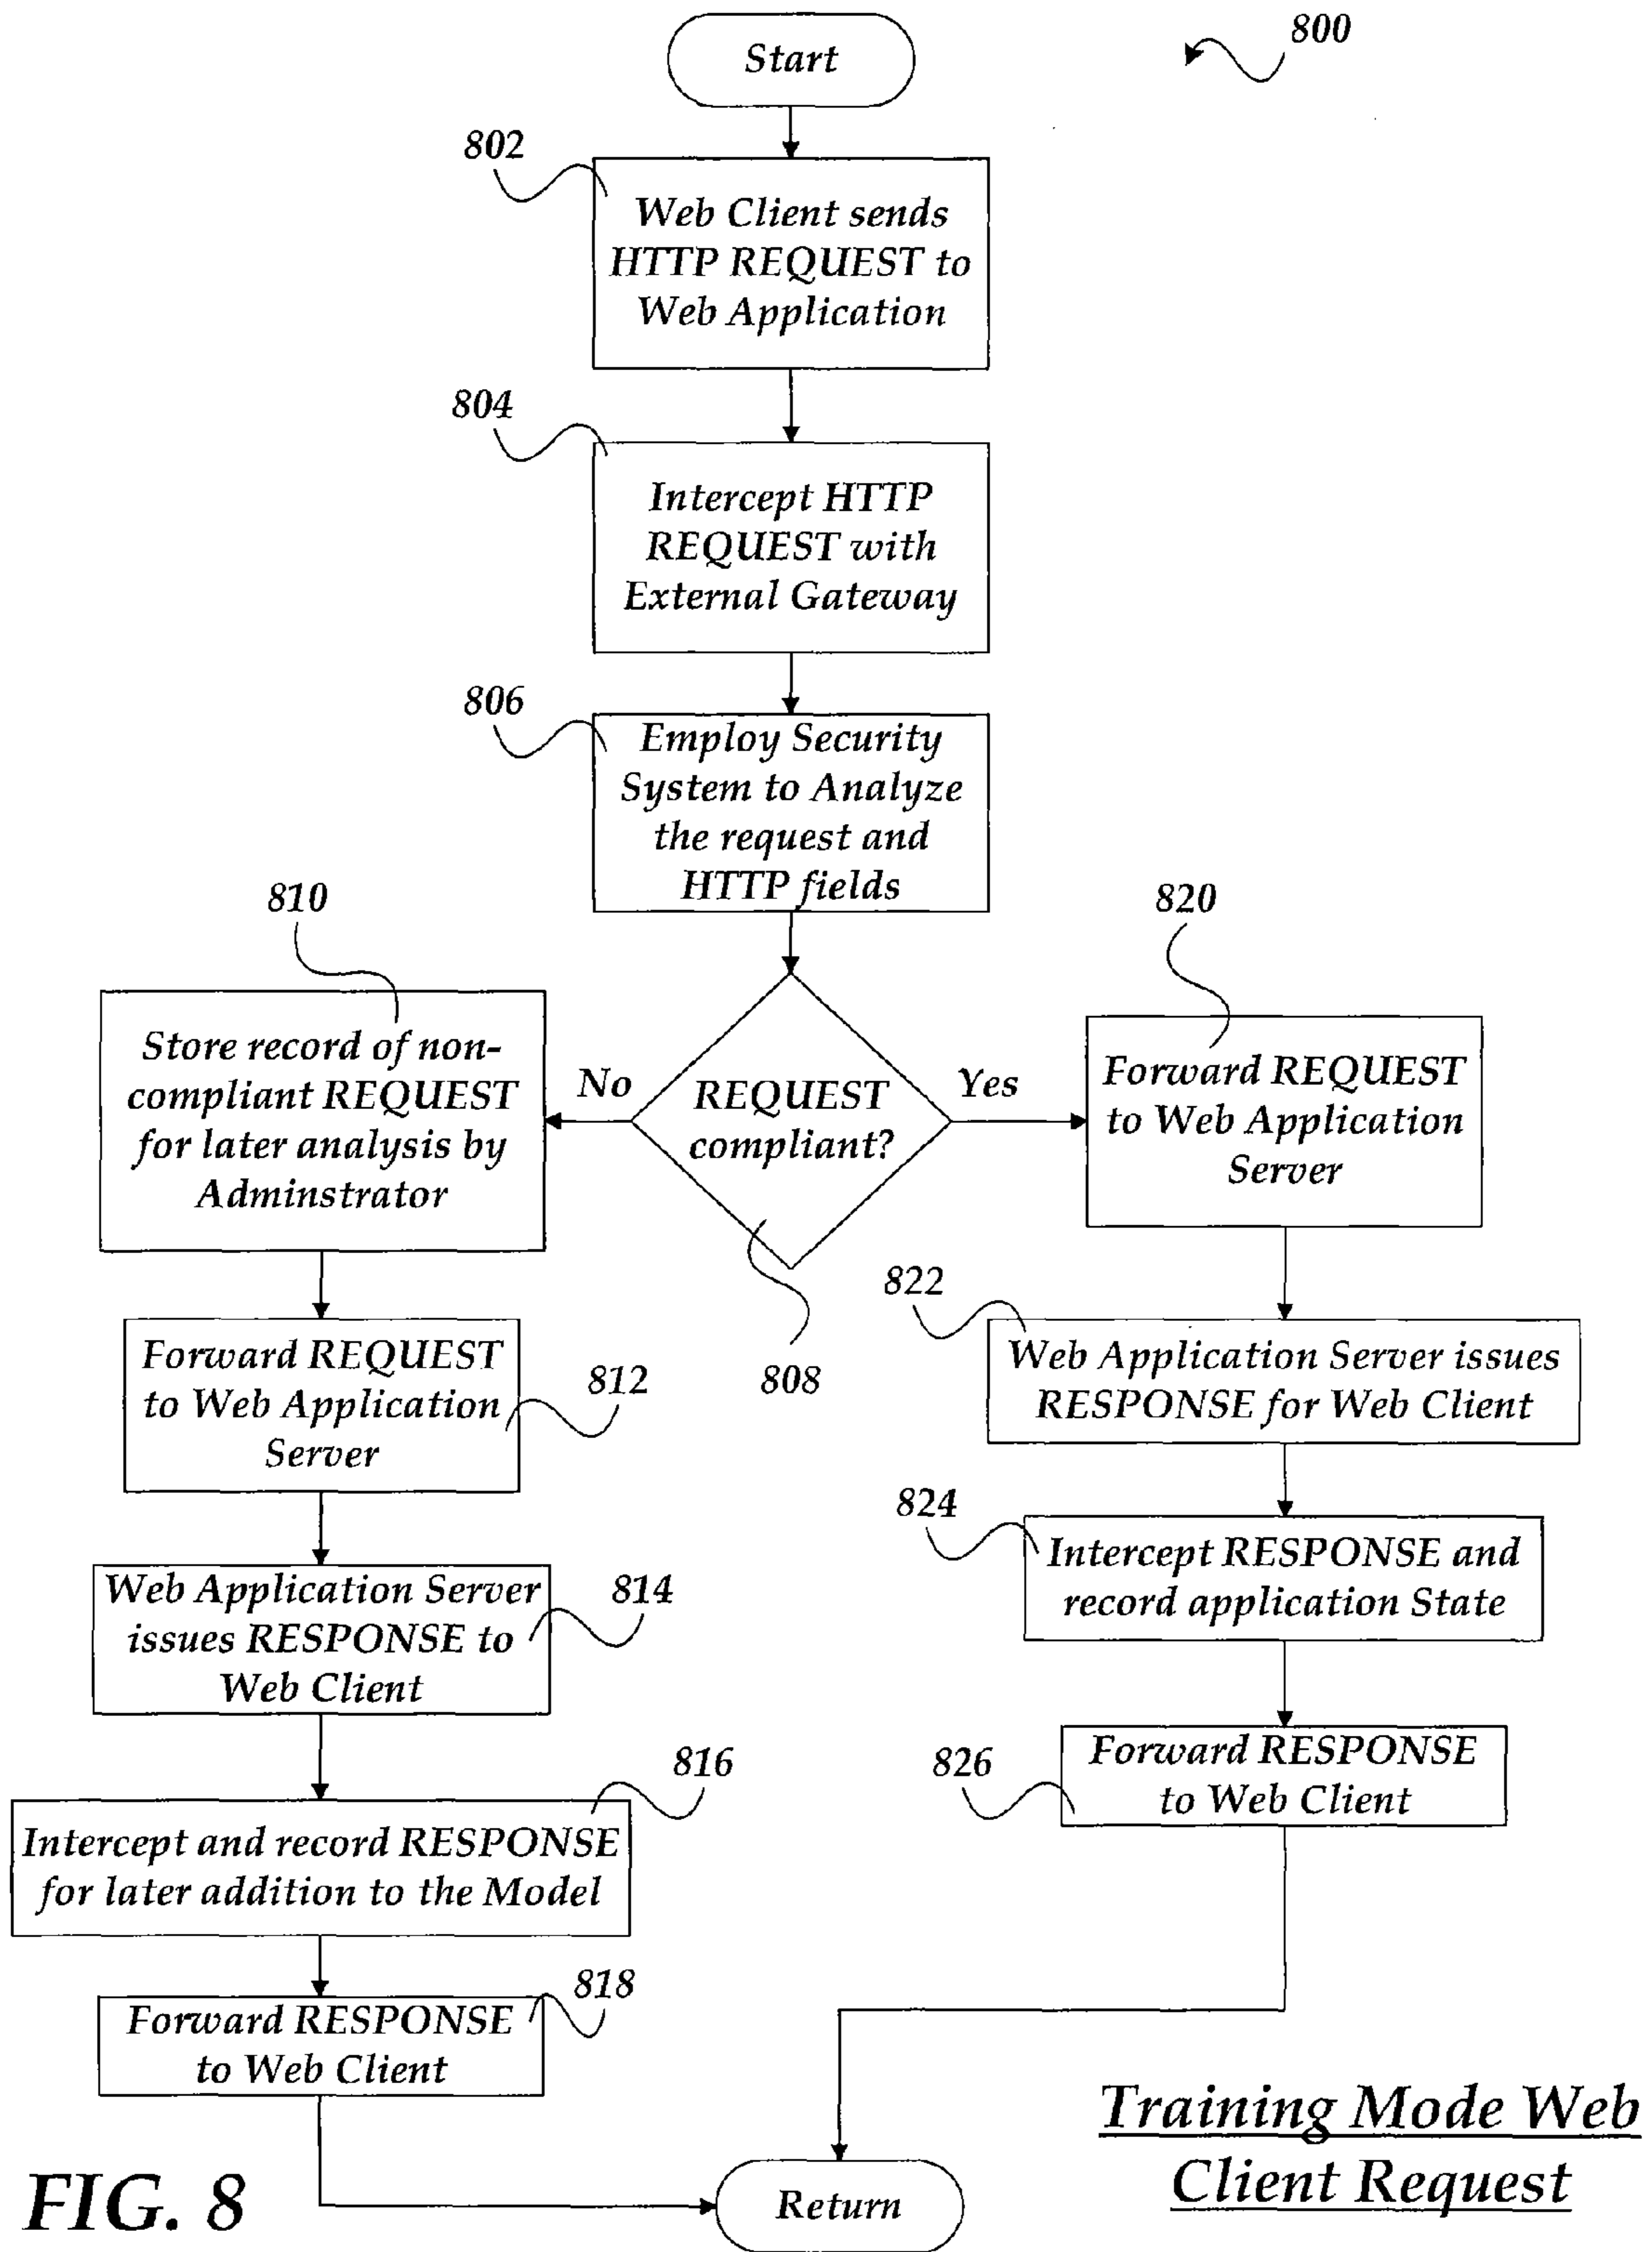 800
Start
802
Web Client sends
HTTP REQUEST to
Web Application
804
Intercept HTTP
REQUEST with
External Gateway
806
Employ Security
System to Analyze
the request and
HTTP fields
810
820
Store record of non-
compliant REQUEST
for later analysis by
Adminstrator
No
REQUEST
compliant?
Yes
Forward REQUEST
to Web Application
Server
808
Forward REQUEST
to Web Application
Server
812
822
Web Application Server issues
RESPONSE for Web Client
Web Application Server
issues RESPONSE to
Web Client
814
824
Intercept RESPONSE and
record application State
816
Intercept and record RESPONSE
for later addition to the Model
826
Forward RESPONSE
to Web Client
818
Forward RESPONSE
to Web Client
Return
Training Mode Web
Client Request
FIG. 8